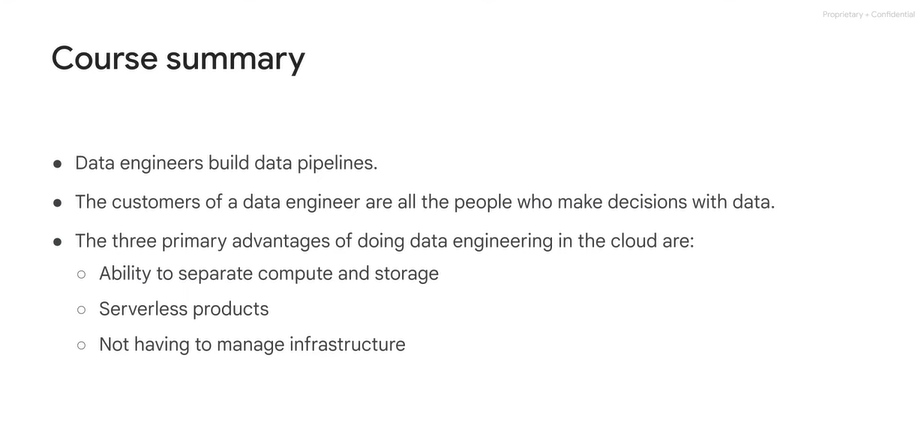 Proprietary + Confidential
Course summary
● Data engineers build data pipelines.
● The customers of a data engineer are all the people who make decisions with data.
● The three primary advantages of doing data engineering in the cloud are:
○ Ability to separate compute and storage
○ Serverless products
○ Not having to manage infrastructure